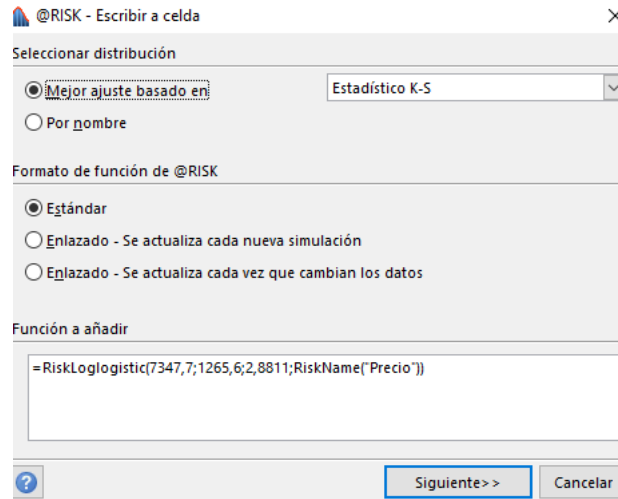 @RISK - Escribir a celda
Seleccionar distribución
Mejor ajuste basado en
Estadístico K-S
Por nombre
Formato de función de @RISK
Estándar
Enlazado - Se actualiza cada nueva simulación
Enlazado - Se actualiza cada vez que cambian los datos
Función a añadir
=RiskLoglogistic(7347,7;1265,6;2,8811;RiskName("Precio"))
?
Siguiente>>
Cancelar